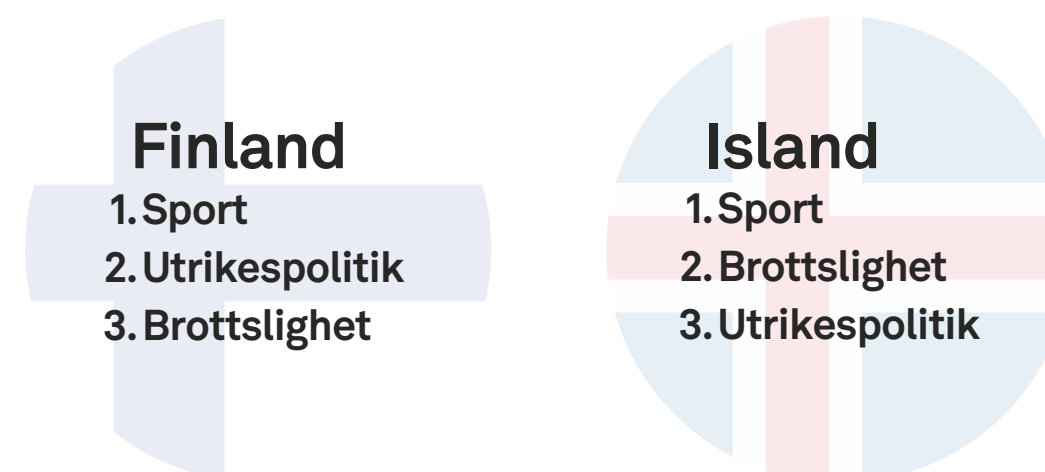 Finland
1. Sport
2. Utrikespolitik
3. Brottslighet
Island
1. Sport
2. Brottslighet
3. Utrikespolitik